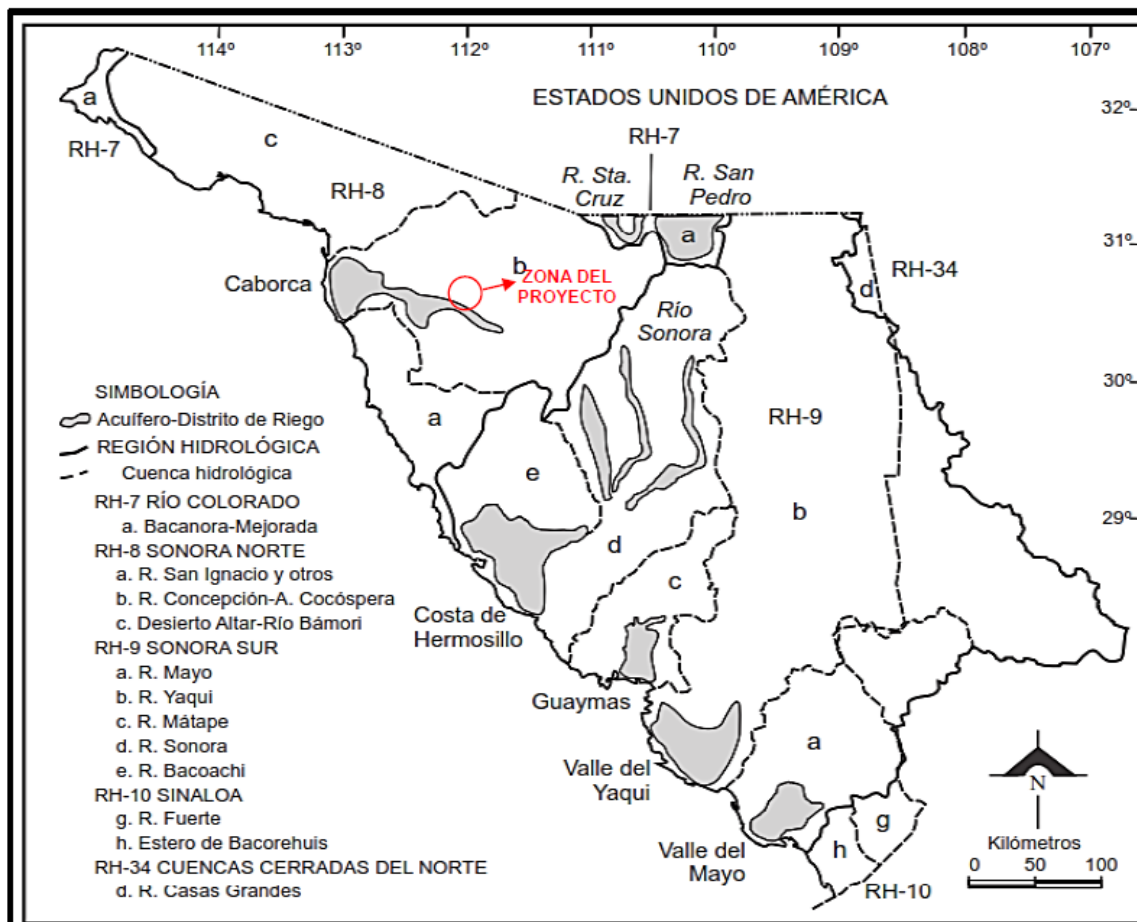 114º 113º 112º 111º 110º 109º 108º 107º
ESTADOS UNIDOS DE AMÉRICA
32º
a
RH-7
c
RH-7
R. Sta.
Cruz
R. San
Pedro
RH-8
a
31º
b
ZONA DEL
PROYECTO
Caborca
RH-34
d
Río
Sonora
30º
SIMBOLOGÍA
Acuífero-Distrito de Riego
REGIÓN HIDROLÓGICA
Cuenca hidrológica
RH-7 RÍO COLORADO
a. Bacanora-Mejorada
RH-8 SONORA NORTE
a. R. San Ignacio y otros
b. R. Concepción-A. Cocóspera
c. Desierto Altar-Río Bámori
RH-9 SONORA SUR
a. R. Mayo
b. R. Yaqui
c. R. Mátape
d. R. Sonora
e. R. Bacoachi
RH-10 SINALOA
g. R. Fuerte
h. Estero de Bacorehuis
RH-34 CUENCAS CERRADAS DEL NORTE
d. R. Casas Grandes
a
RH-9
e
b
29º
d
c
Costa de
Hermosillo
Guaymas
a
Valle del
Yaqui
N
g
Valle del
Mayo
h
RH-10
Kilómetros
0 50 100